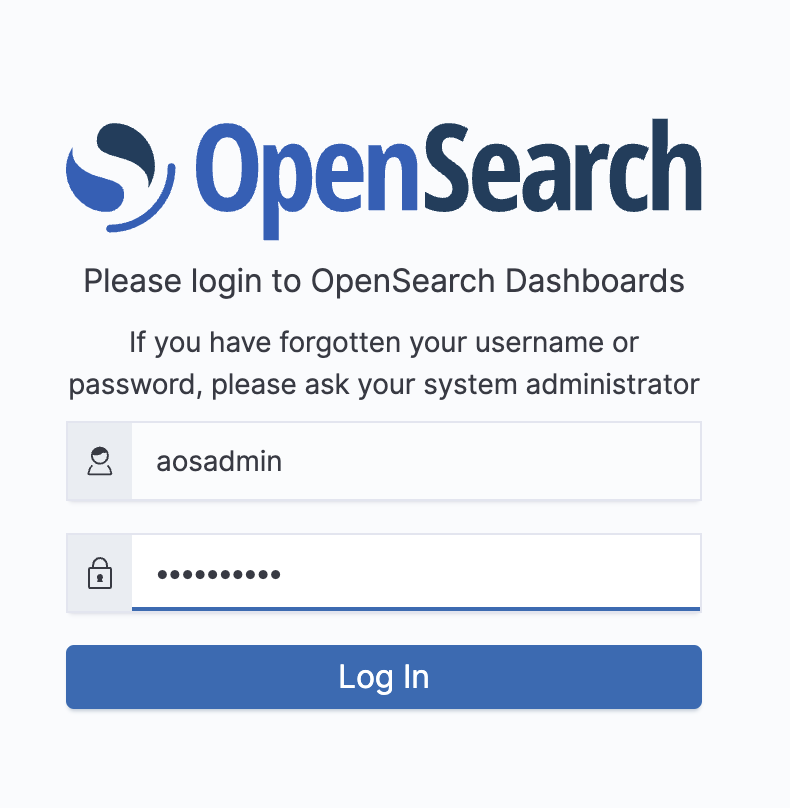 OpenSearch
Please login to OpenSearch Dashboards
If you have forgotten your username or
password, please ask your system administrator
aosadmin
••••••••••
Log In